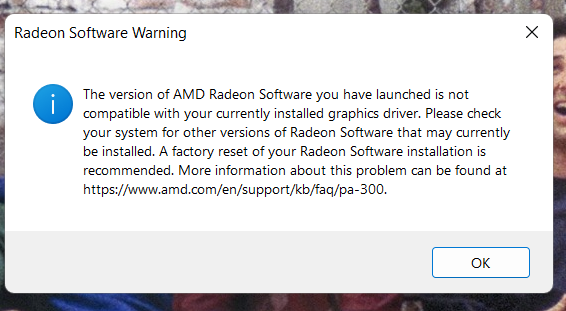 Radeon Software Warning
The version of AMD Radeon Software you have launched is not
compatible with your currently installed graphics driver. Please check
your system for other versions of Radeon Software that may currently
be installed. A factory reset of your Radeon Software installation is
recommended. More information about this problem can be found at
https://www.amd.com/en/support/kb/faq/pa-300.
OK